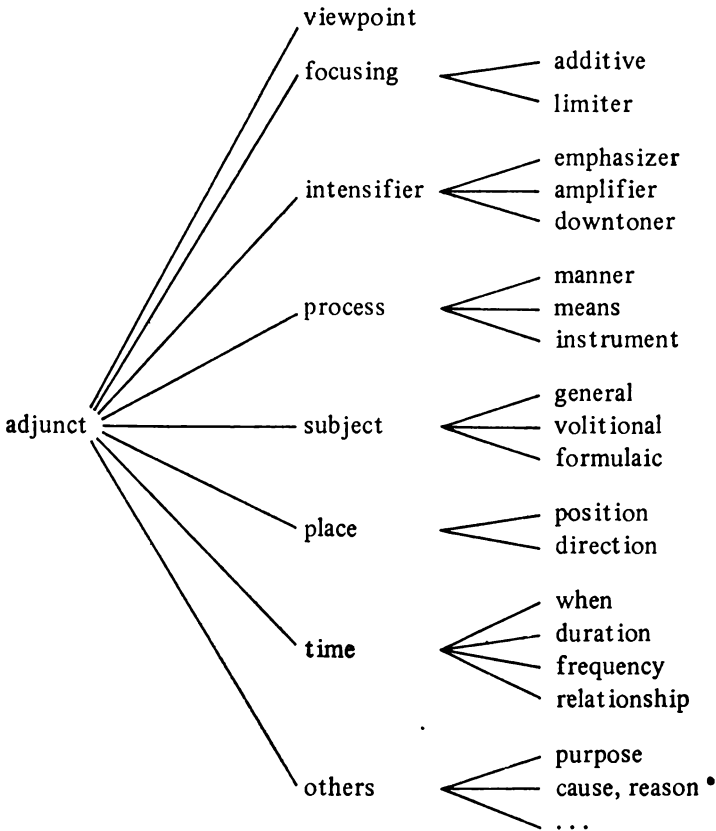 viewpoint
focusing
additive
limiter
intensifier
emphasizer
amplifier
downtoner
process
manner
means
instrument
adjunct
subject
general
volitional
formulaic
place
position
direction
time
when
duration
frequency
relationship
others
purpose
cause, reason
...